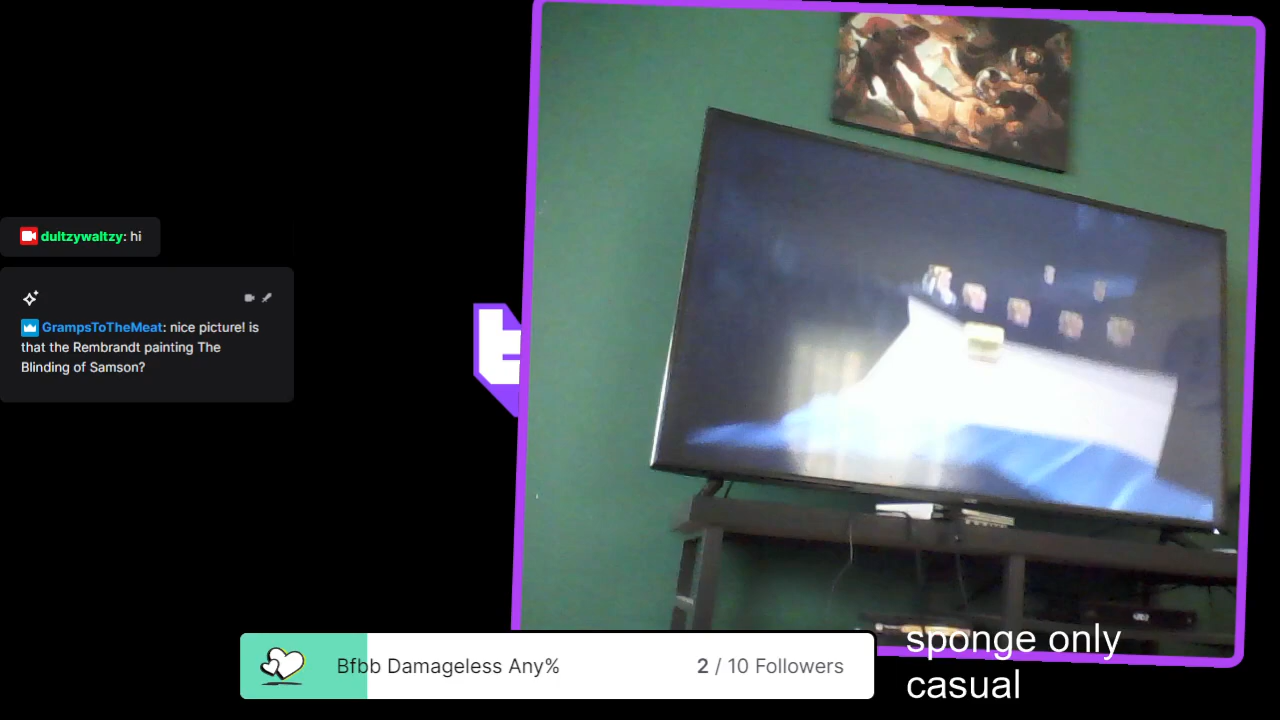 dultzywaltzy: hi
GrampsToTheMeat: nice picture! is
that the Rembrandt painting The
Blinding of Samson?
Bfbb Damageless Any% 2 / 10 Followers
sponge only
casual